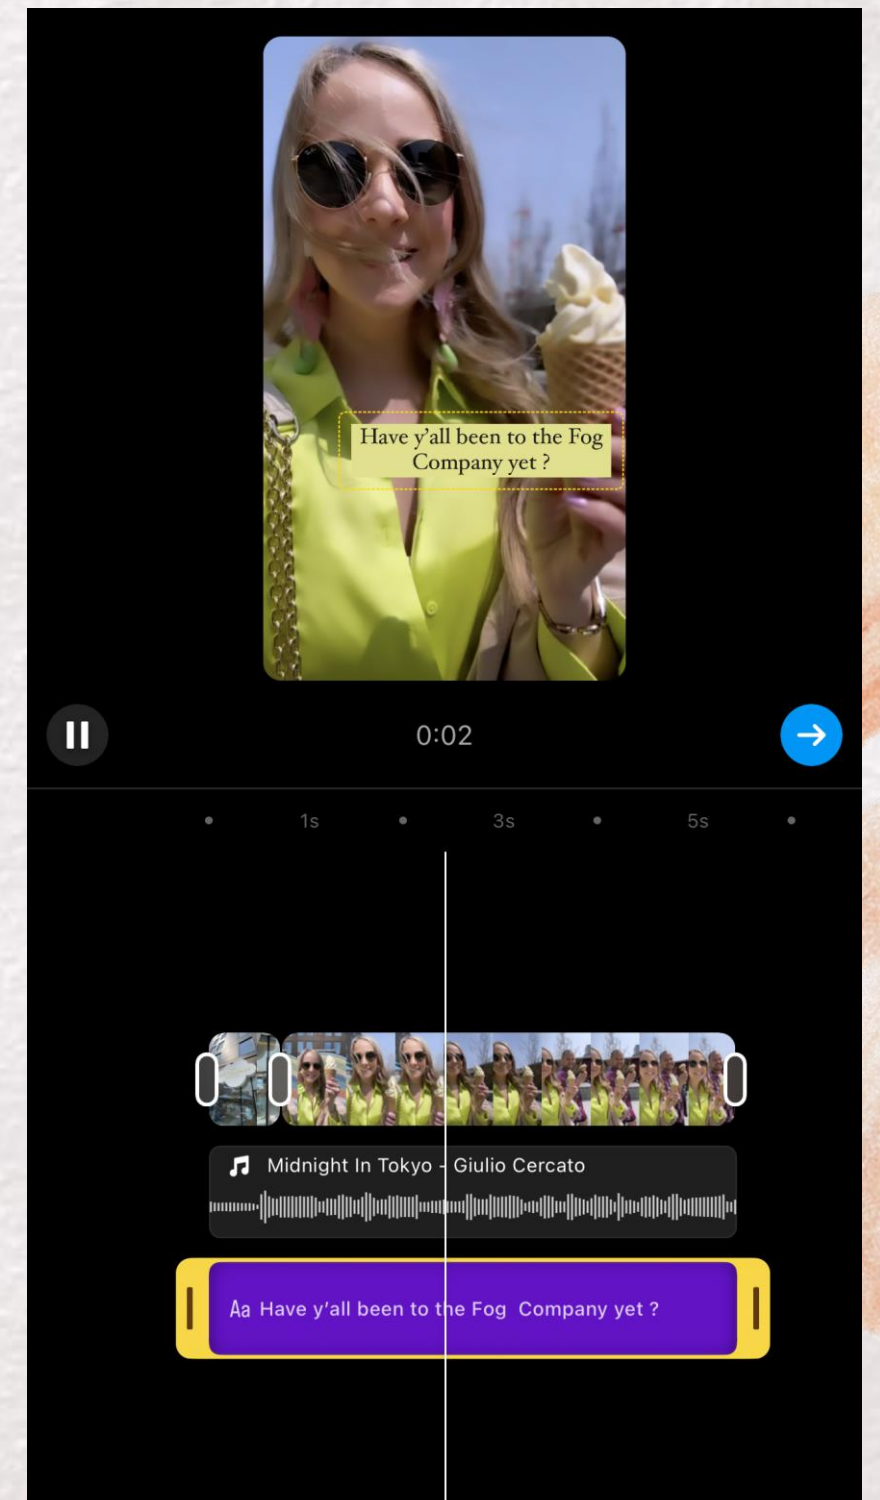 Have y'all been to the Fog
Company yet ?
0:02
1s
3s
5s
Midnight In Tokyo - Giulio Cercato
Aa Have y'all been to the Fog  Company yet ?